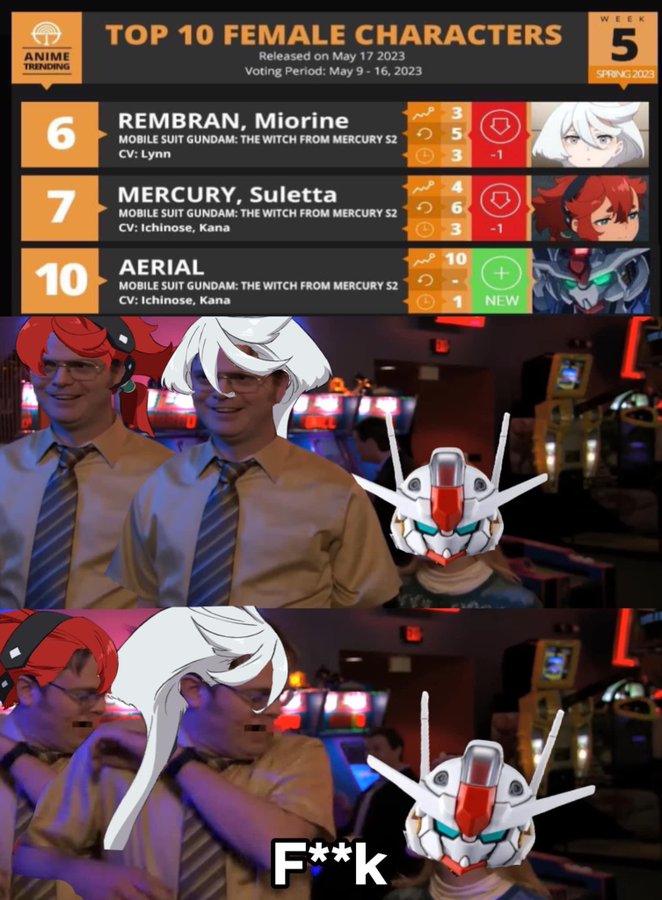 ANIME
TRENDING
TOP 10 FEMALE CHARACTERS
Released on May 17 2023
Voting Period: May 9 - 16, 2023
WEEK
5
SPRING 2023
6
REMBRAN, Miorine
MOBILE SUIT GUNDAM: THE WITCH FROM MERCURY S2
CV: Lynn
3
5
3
-1
7
MERCURY, Suletta
MOBILE SUIT GUNDAM: THE WITCH FROM MERCURY S2
CV: Ichinose, Kana
4
6
3
-1
10
AERIAL
MOBILE SUIT GUNDAM: THE WITCH FROM MERCURY S2
CV: Ichinose, Kana
10
-
1
NEW
F**k